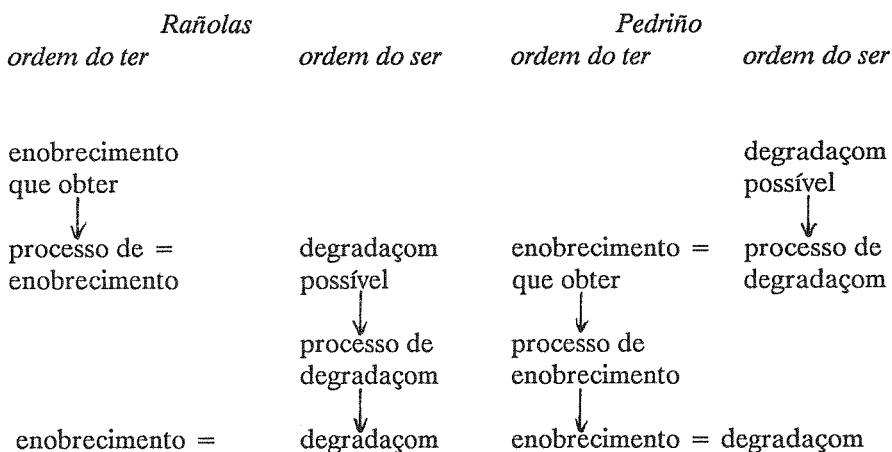 Rañolas Pedriño
ordem do ter ordem do ser ordem do ter ordem do ser
enobrecimento degradaçom
que obter possível
processo de = degradaçom enobrecimento = processo de
enobrecimento possível que obter degradaçom
processo de processo de
degradaçom enobrecimento
enobrecimento = degradaçom enobrecimento = degradaçom